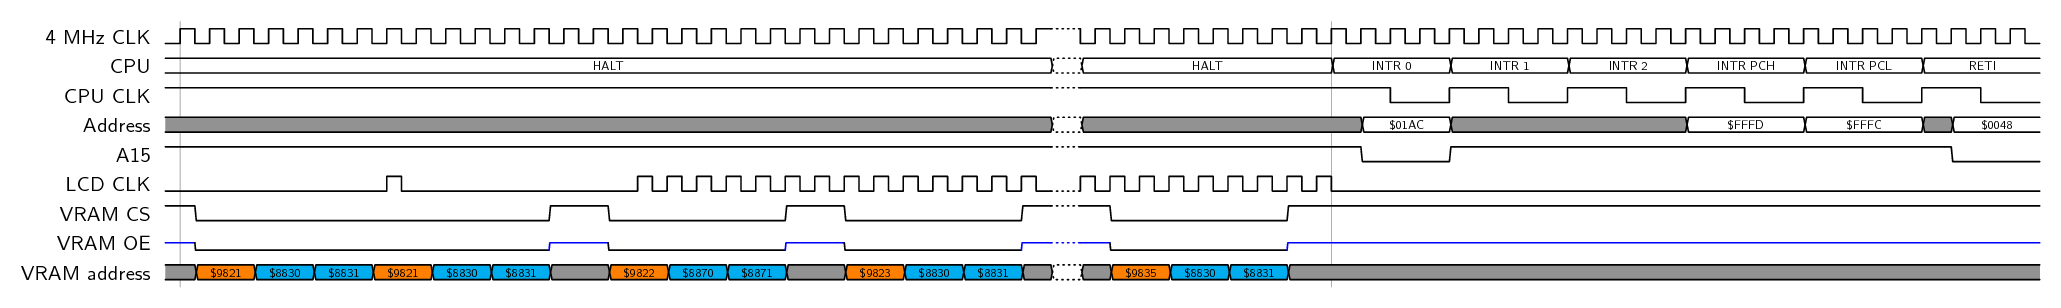 4 MHz CLK
CPU HALT HALT INTR 0 INTR 1 INTR 2 INTR PCH INTR PCL RETI
CPU CLK
Address $01AC $FFFD $FFFC $0048
A15
LCD CLK
VRAM CS
VRAM OE
VRAM address $9821 $8830 $8831 $9821 $8830 $8831 $9822 $8870 $8871 $9823 $8830 $8831 $9835 $8830 $8831